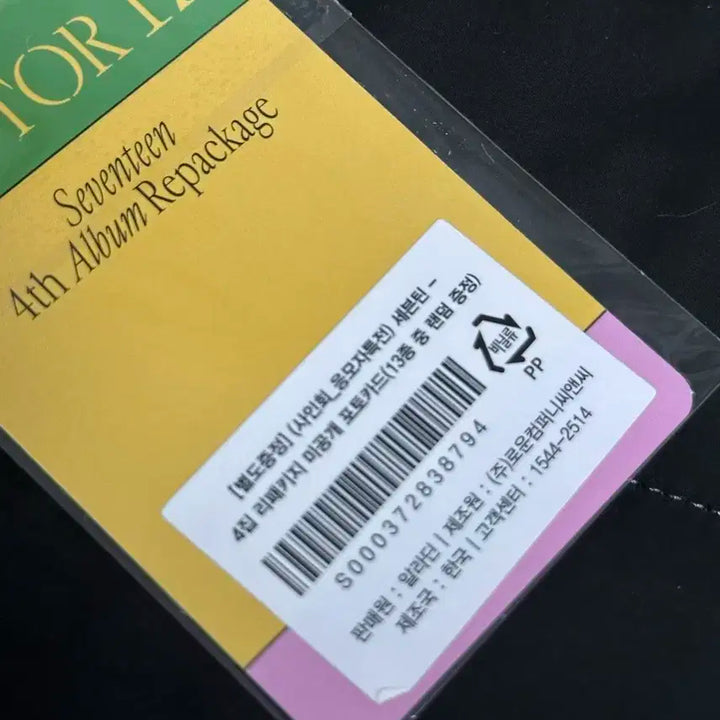 TOR 17
Seventeen
4th Album Repackage
[별도증정] (사인회_응모자특전) 세븐틴 -
4집 리패키지 미공개 포토카드(13종 중 랜덤 증정)
비닐류
PP
S000372838794
판매원 : 알라딘 | 제조원 : (주)로운컴퍼니씨앤씨
제조국 : 한국 | 고객센터 : 1544-2514